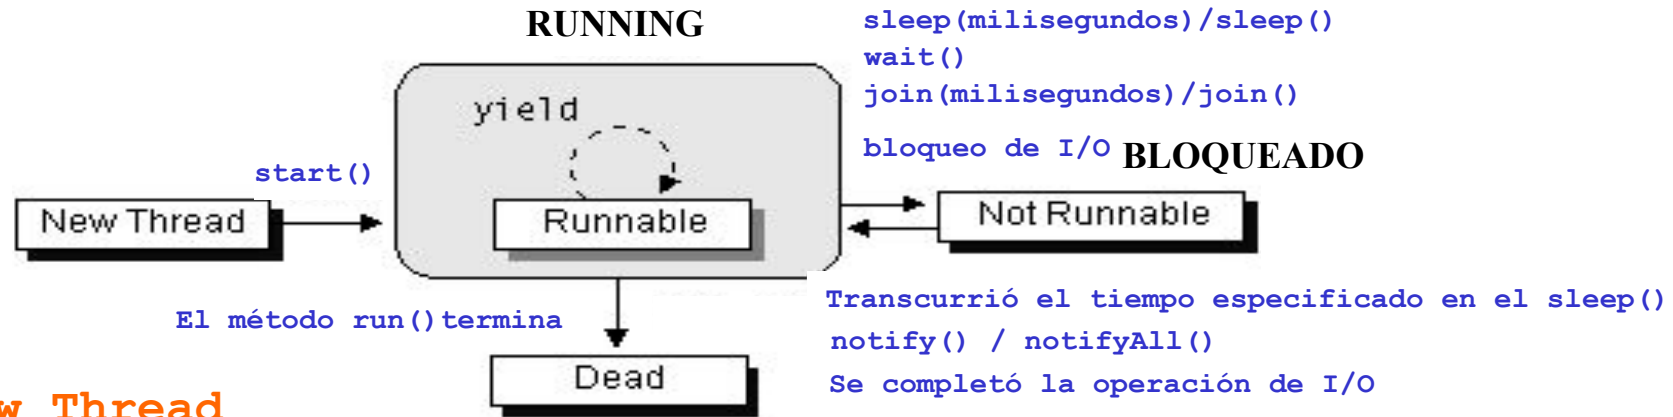 RUNNING
sleep(milisegundos)/sleep()
wait()
join(milisegundos)/join()
yield
bloqueo de I/O
BLOQUEADO
start()
New Thread
Runnable
Not Runnable
Transcurrió el tiempo especificado en el sleep()
El método run()termina
notify() / notifyAll()
Dead
Se completó la operación de I/O
w Thread